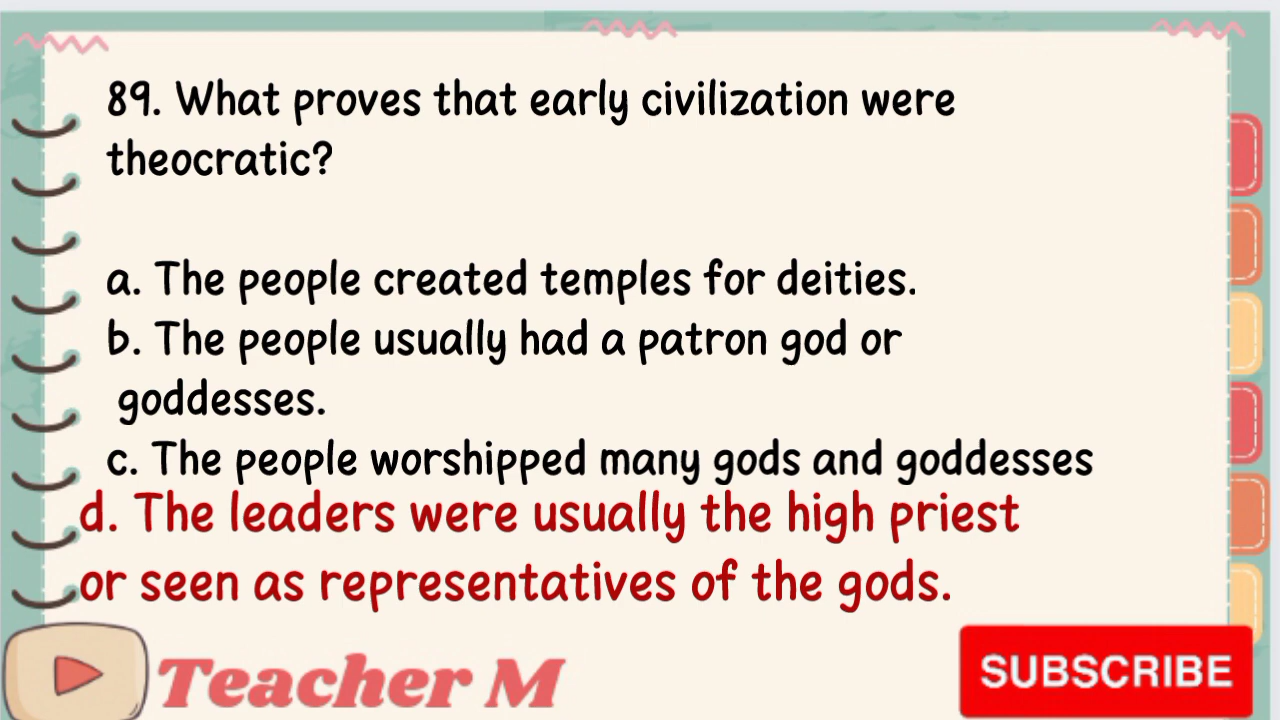 89. What proves that early civilization were
theocratic?
a. The people created temples for deities.
b. The people usually had a patron god or
goddesses.
c. The people worshipped many gods and goddesses
d. The leaders were usually the high priest
or seen as representatives of the gods.
Teacher M
SUBSCRIBE